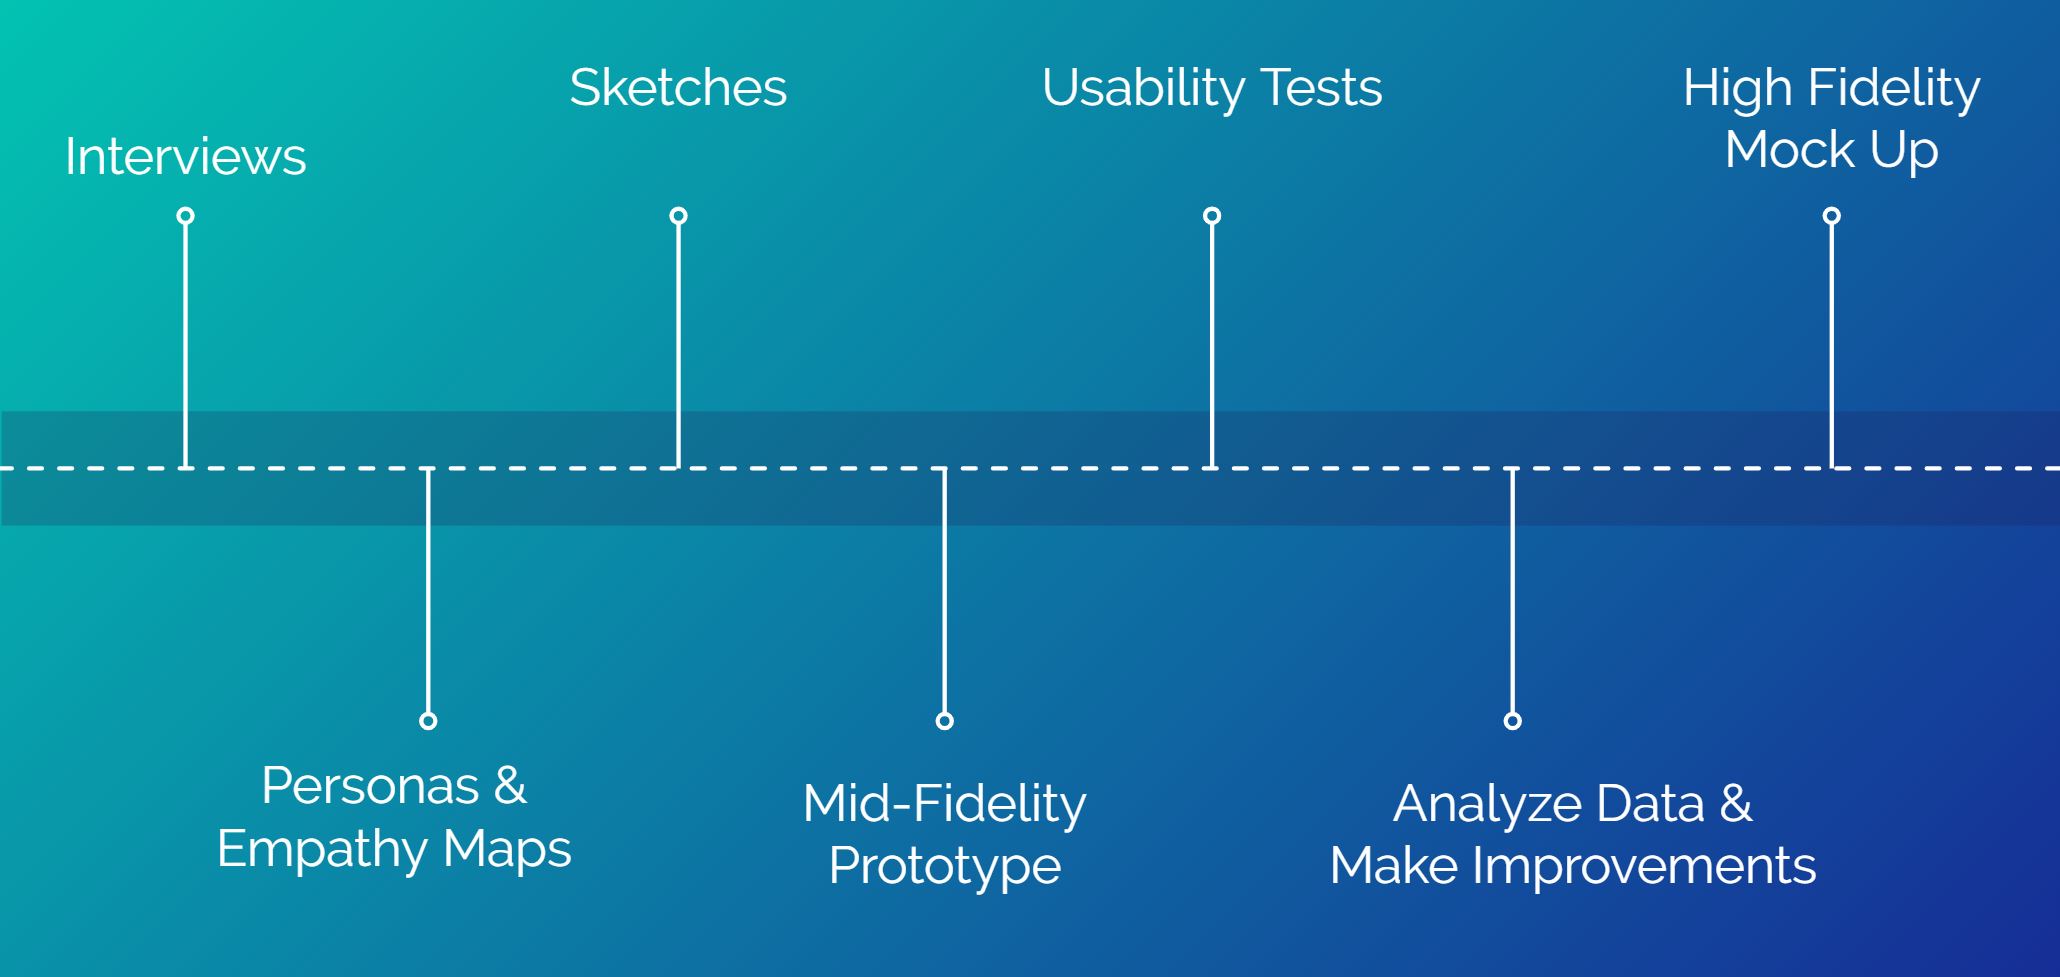 Interviews
Personas &
Empathy Maps
Sketches
Mid-Fidelity
Prototype
Usability Tests
Analyze Data &
Make Improvements
High Fidelity
Mock Up